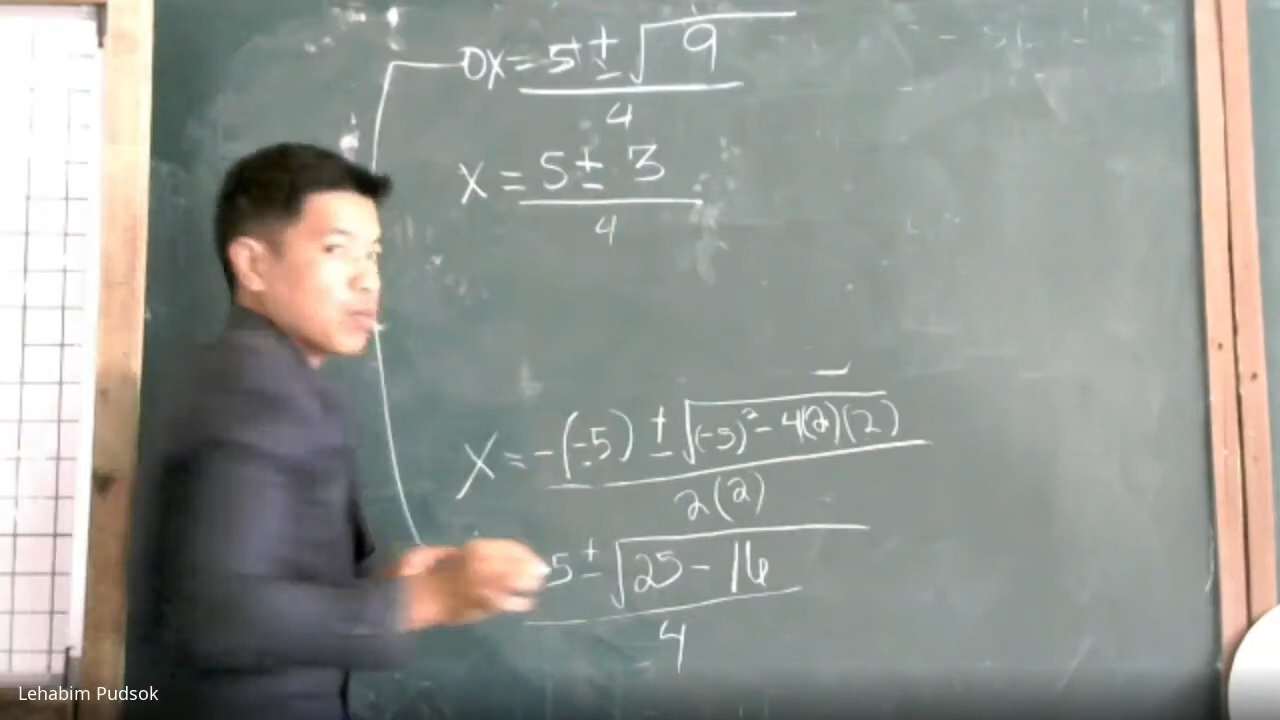 x = 5 ± √9
4
x = 5 ± 3
4
x = -(-5) ± √(-5)² - 4(2)(2)
2(2)
5 ± √25 - 16
4
Lehabim Pudsok